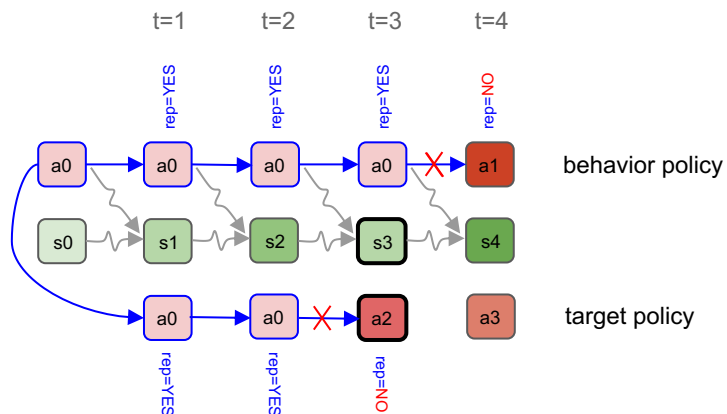 t=1 t=2 t=3 t=4
rep=YES rep=YES rep=YES rep=NO
a0 a0 a0 a0 a1 behavior policy
s0 s1 s2 s3 s4
a0 a0 a2 a3 target policy
rep=YES rep=YES rep=NO